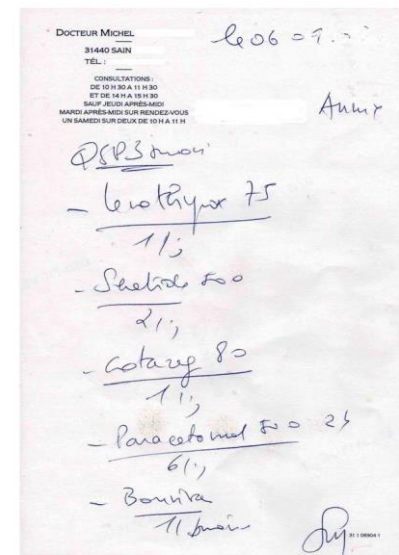 DOCTEUR MICHEL
le 06
31440 SAIN
TÉL. :
CONSULTATIONS :
DE 10 H 30 A 11 H 30
ET DE 14 H A 15 H 30
SAUF JEUDI APRÈS-MIDI
MARDI APRÈS-MIDI SUR RENDEZ-VOUS
UN SAMEDI SUR DEUX DE 10 H A 11 H
QSP 3 mois
- Levothyrox 75
1/j
- 500
2/j
- Cotareg 80
1/j
- Paracetamol 500
6/j
- Bonviva
1/mois